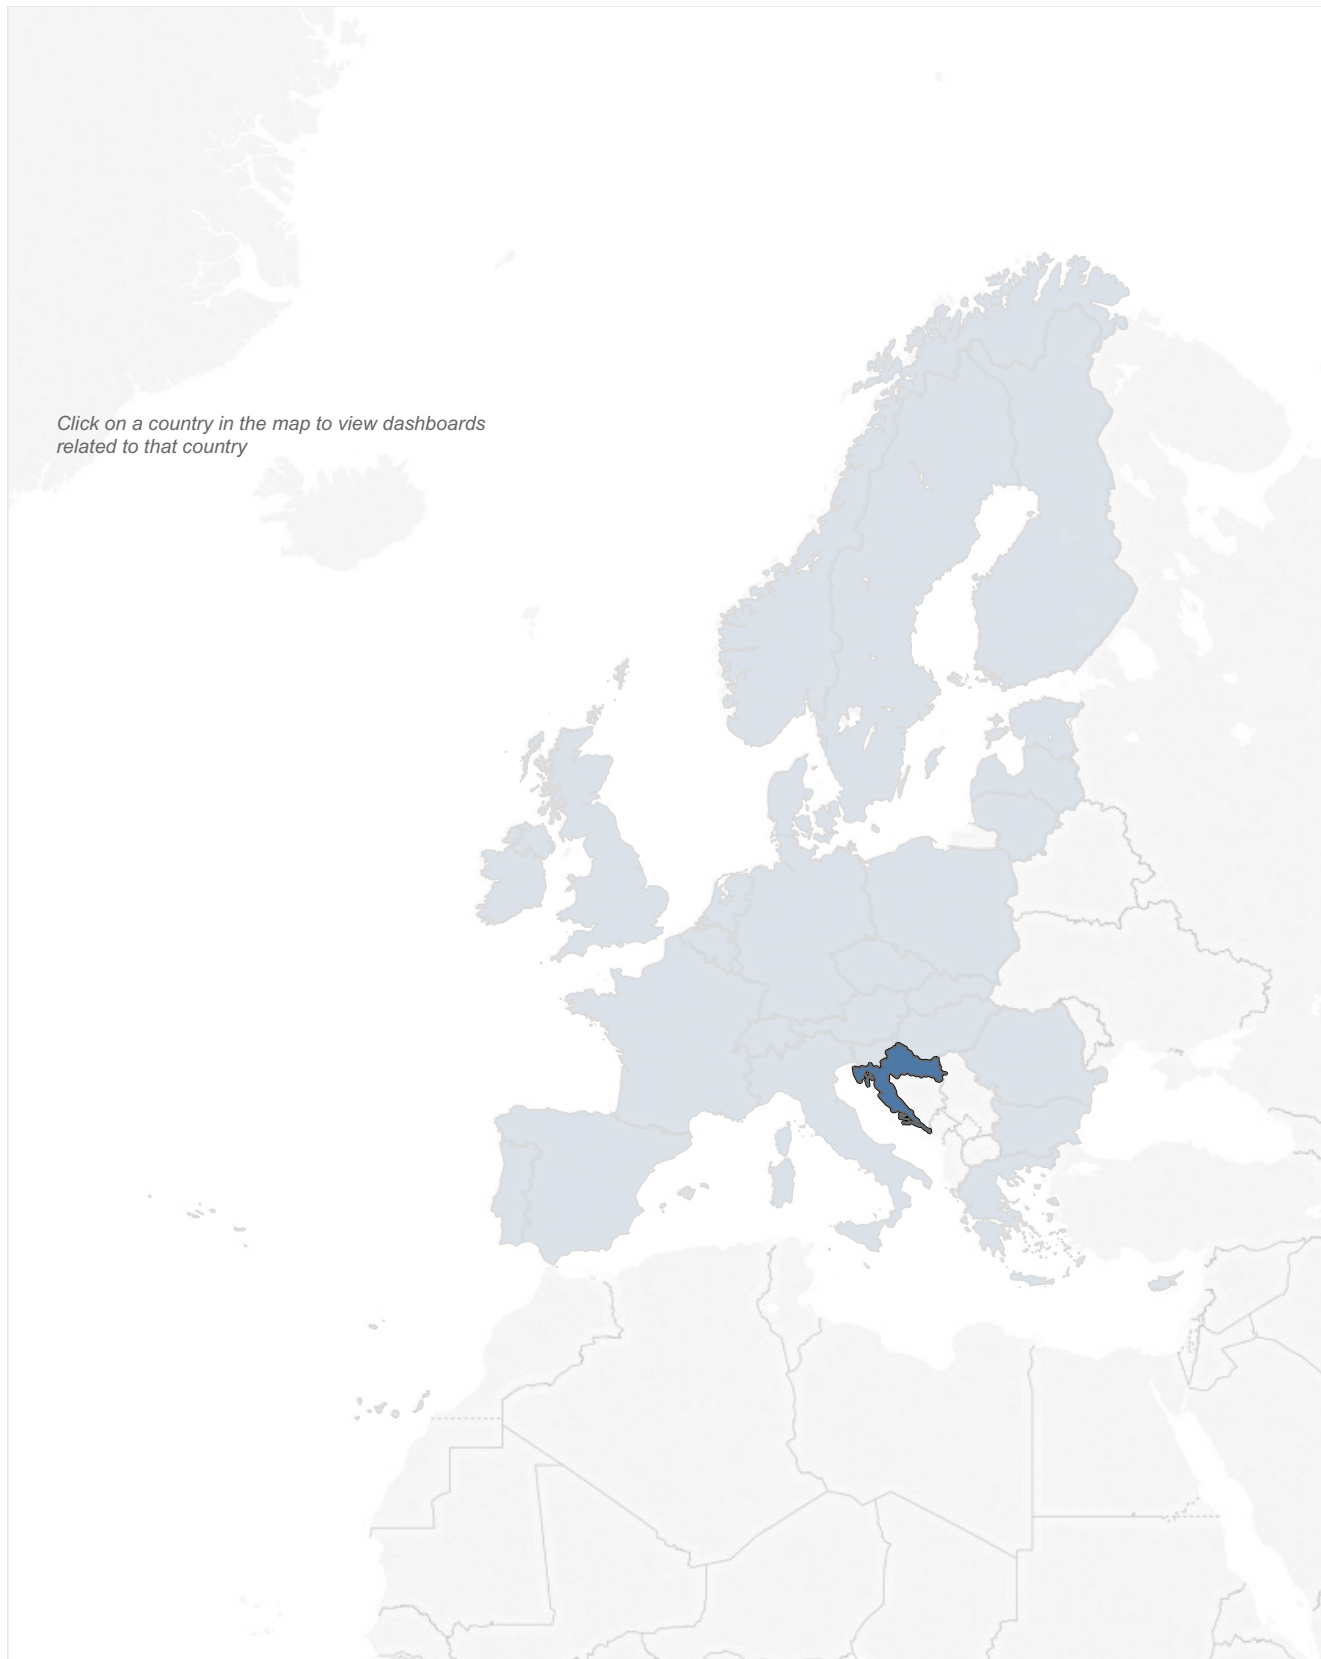 Click on a country in the map to view dashboards
related to that country